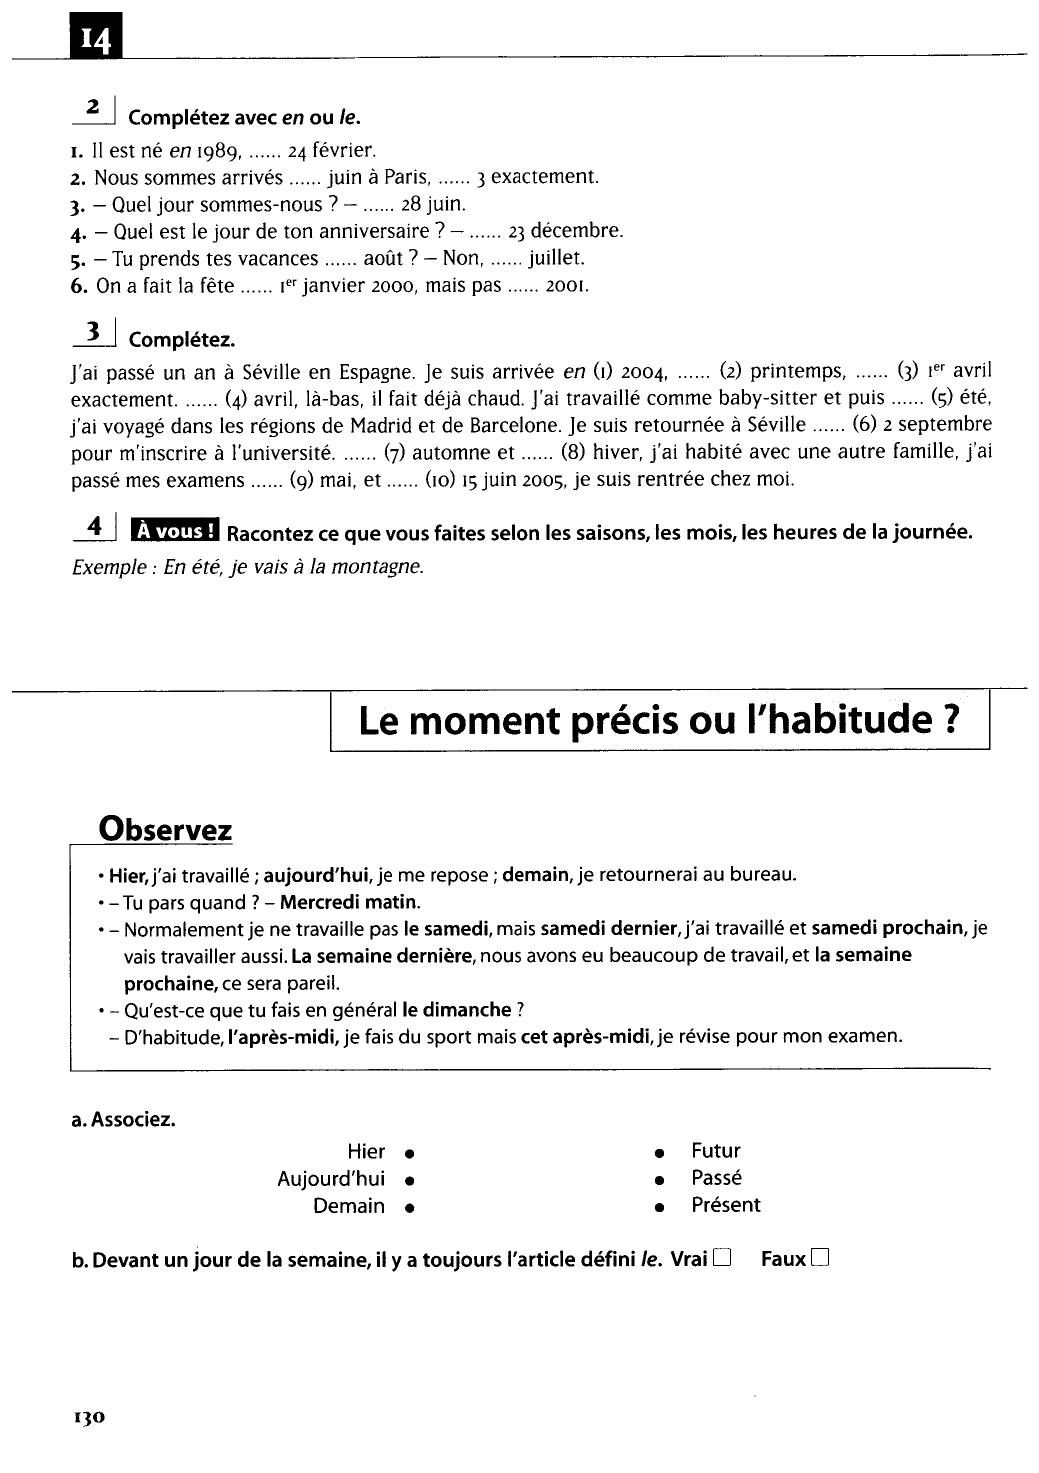 14
2 Complétez avec en ou le.
1. Il est né en 1989, ...... 24 février.
2. Nous sommes arrivés ...... juin à Paris, ...... 3 exactement.
3. – Quel jour sommes-nous ? – ...... 28 juin.
4. – Quel est le jour de ton anniversaire ? – ...... 23 décembre.
5. – Tu prends tes vacances ...... août ? – Non, ...... juillet.
6. On a fait la fête ...... 1er janvier 2000, mais pas ...... 2001.
3 Complétez.
J'ai passé un an à Séville en Espagne. Je suis arrivée en (1) 2004, ...... (2) printemps, ...... (3) 1er avril
exactement. ...... (4) avril, là-bas, il fait déjà chaud. J'ai travaillé comme baby-sitter et puis ...... (5) été,
j'ai voyagé dans les régions de Madrid et de Barcelone. Je suis retournée à Séville ...... (6) 2 septembre
pour m'inscrire à l'université. ...... (7) automne et ...... (8) hiver, j'ai habité avec une autre famille, j'ai
passé mes examens ...... (9) mai, et ...... (10) 15 juin 2005, je suis rentrée chez moi.
4 À vous ! Racontez ce que vous faites selon les saisons, les mois, les heures de la journée.
Exemple : En été, je vais à la montagne.
Le moment précis ou l'habitude ?
Observez
• Hier, j'ai travaillé ; aujourd'hui, je me repose ; demain, je retournerai au bureau.
• – Tu pars quand ? – Mercredi matin.
• – Normalement je ne travaille pas le samedi, mais samedi dernier, j'ai travaillé et samedi prochain, je
vais travailler aussi. La semaine dernière, nous avons eu beaucoup de travail, et la semaine
prochaine, ce sera pareil.
• – Qu'est-ce que tu fais en général le dimanche ?
– D'habitude, l'après-midi, je fais du sport mais cet après-midi, je révise pour mon examen.
a. Associez.
Hier • • Futur
Aujourd'hui • • Passé
Demain • • Présent
b. Devant un jour de la semaine, il y a toujours l'article défini le. Vrai □ Faux □
130